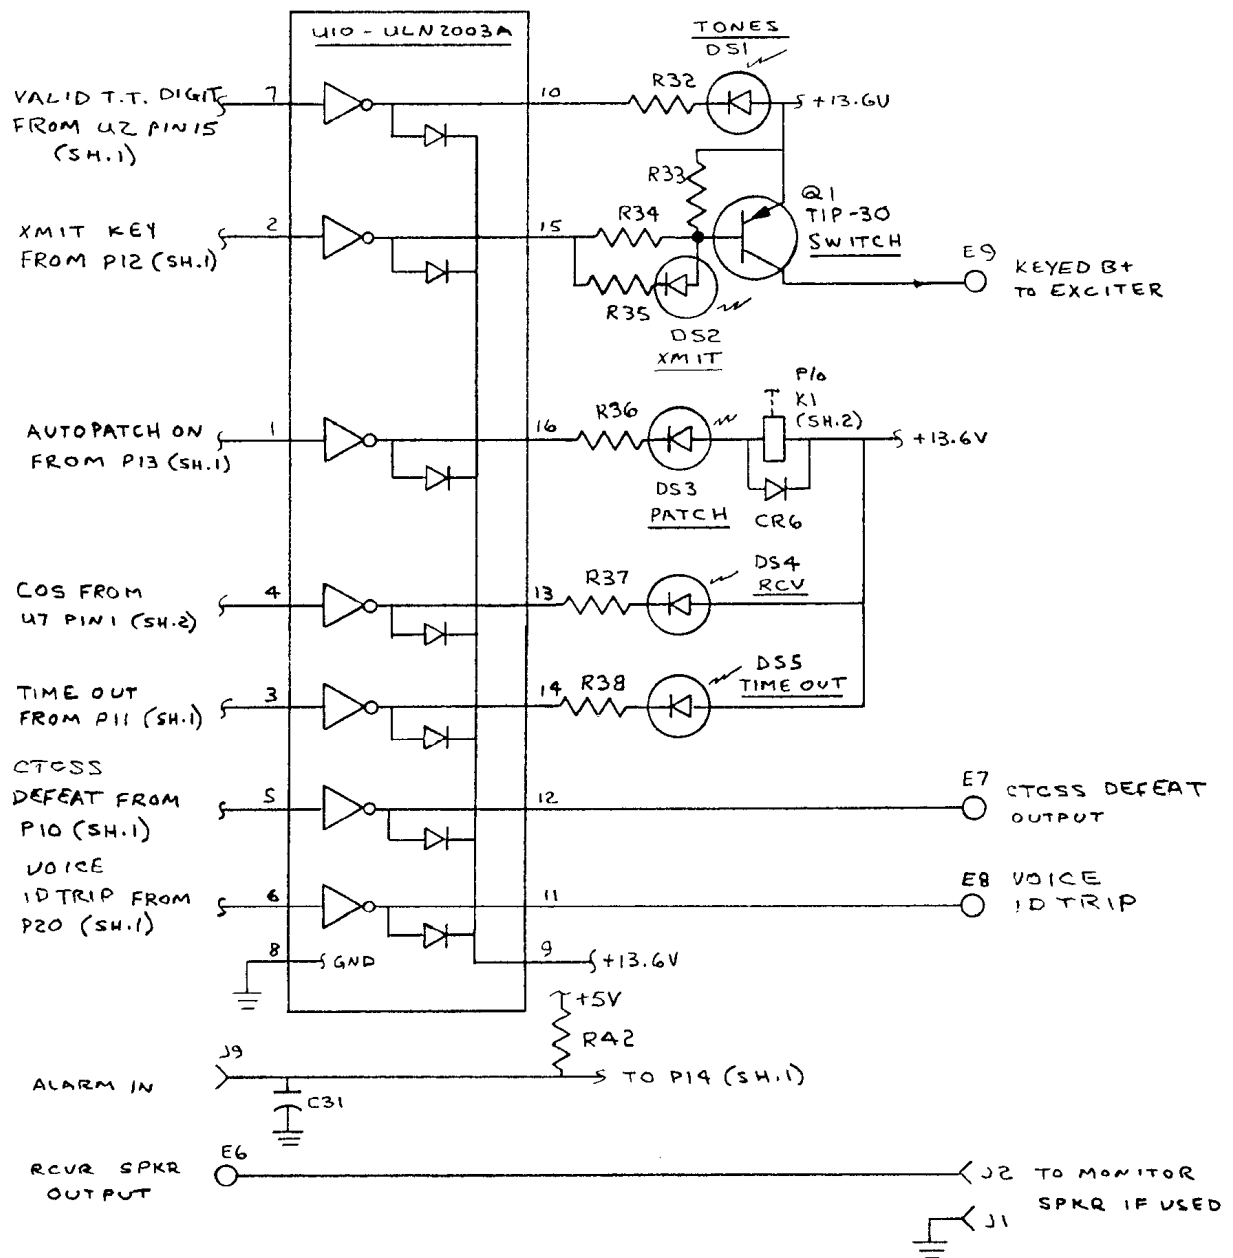 U10 - ULN2003A
TONES
DS1
VALID T.T. DIGIT
FROM U2 PIN 15
(SH.1)
7
10
R32
+13.6V
R33
Q1
TIP-30
SWITCH
XMIT KEY
FROM P12 (SH.1)
2
15
R34
R35
DS2
XMIT
E9
KEYED B+
TO EXCITER
AUTOPATCH ON
FROM P13 (SH.1)
1
16
R36
DS3
PATCH
P/O
K1
(SH.2)
CR6
+13.6V
COS FROM
U7 PIN 1 (SH.2)
4
13
R37
DS4
RCV
TIME OUT
FROM P11 (SH.1)
3
14
R38
DS5
TIME OUT
CTCSS
DEFEAT FROM
P10 (SH.1)
5
12
E7
CTCSS DEFEAT
OUTPUT
VOICE
ID TRIP FROM
P20 (SH.1)
6
11
E8
VOICE
ID TRIP
8
GND
9
+13.6V
+5V
R42
ALARM IN
J9
C31
TO P14 (SH.1)
RCVR SPKR
OUTPUT
E6
J2 TO MONITOR
SPKR IF USED
J1